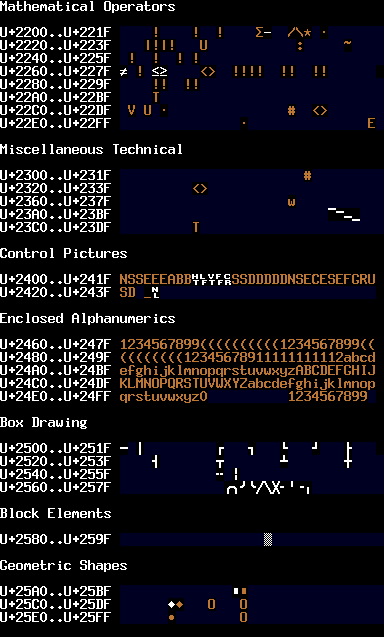 Mathematical Operators
U+2200..U+221F ! ! ! Σ− /\* ·
U+2220..U+223F !!!! U : ~
U+2240..U+225F ! ! !!
U+2260..U+227F ≠ ! ≤≥ <> !!!! !! !!
U+2280..U+229F !! !!
U+22A0..U+22BF T
U+22C0..U+22DF V U · # <>
U+22E0..U+22FF · E
Miscellaneous Technical
U+2300..U+231F #
U+2320..U+233F <>
U+2360..U+237F w
U+23A0..U+23BF ⎺⎻⎼⎽
U+23C0..U+23DF T
Control Pictures
U+2400..U+241F NSSEEEABB␉␊␋␌␍SSDDDDDNSECESEFGRU
U+2420..U+243F SD _␤
Enclosed Alphanumerics
U+2460..U+247F 1234567899((((((((((1234567899((
U+2480..U+249F ((((((((12345678911111111112abcd
U+24A0..U+24BF efghijklmnopqrstuvwxyzABCDEFGHIJ
U+24C0..U+24DF KLMNOPQRSTUVWXYZabcdefghijklmnop
U+24E0..U+24FF qrstuvwxyz0 1234567899
Box Drawing
U+2500..U+251F ─ │ ┌ ┐ └ ┘ ├
U+2520..U+253F ┤ ┬ ┴ ┼
U+2540..U+255F ╌ ╎
U+2560..U+257F ╭╯╰╱╲╳╴╵╶╷
Block Elements
U+2580..U+259F ▒
Geometric Shapes
U+25A0..U+25BF ▮▮
U+25C0..U+25DF ◆◆ O O
U+25E0..U+25FF • O